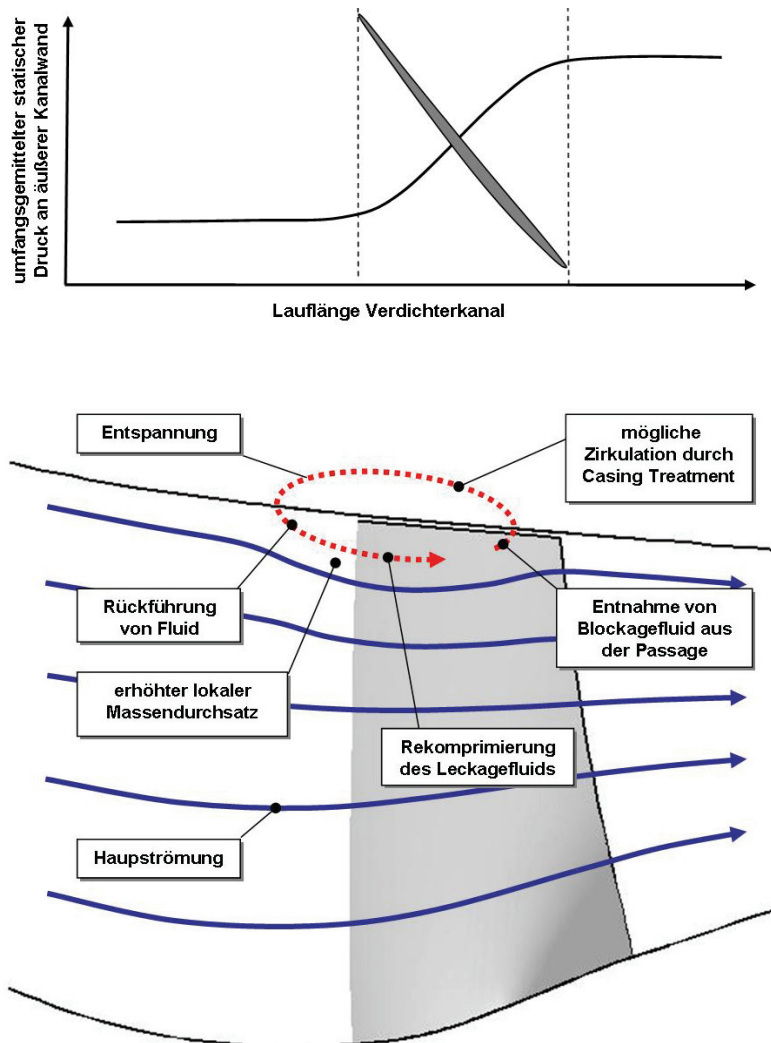 umfangsgemittelter statischer
Druck an äußerer Kanalwand
Lauflänge Verdichterkanal
Entspannung
mögliche
Zirkulation durch
Casing Treatment
Rückführung
von Fluid
Entnahme von
Blockagefluid aus
der Passage
erhöhter lokaler
Massendurchsatz
Rekomprimierung
des Leckagefluids
Haupströmung